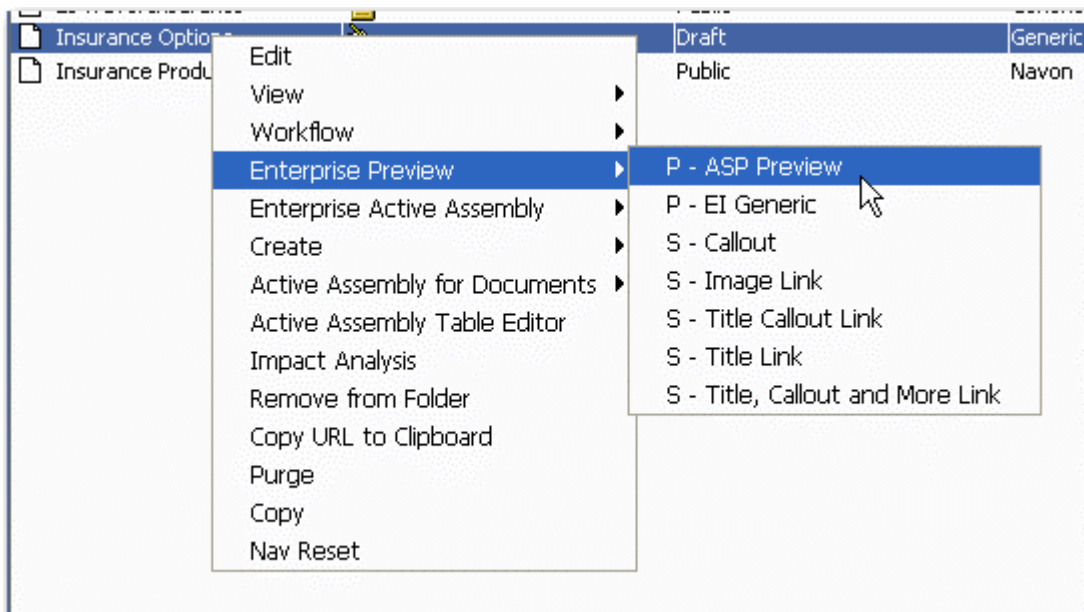 Insurance Options Draft Generic
Insurance Produ Public Navon
Edit
View
Workflow
Enterprise Preview
Enterprise Active Assembly
Create
Active Assembly for Documents
Active Assembly Table Editor
Impact Analysis
Remove from Folder
Copy URL to Clipboard
Purge
Copy
Nav Reset
P - ASP Preview
P - EI Generic
S - Callout
S - Image Link
S - Title Callout Link
S - Title Link
S - Title, Callout and More Link